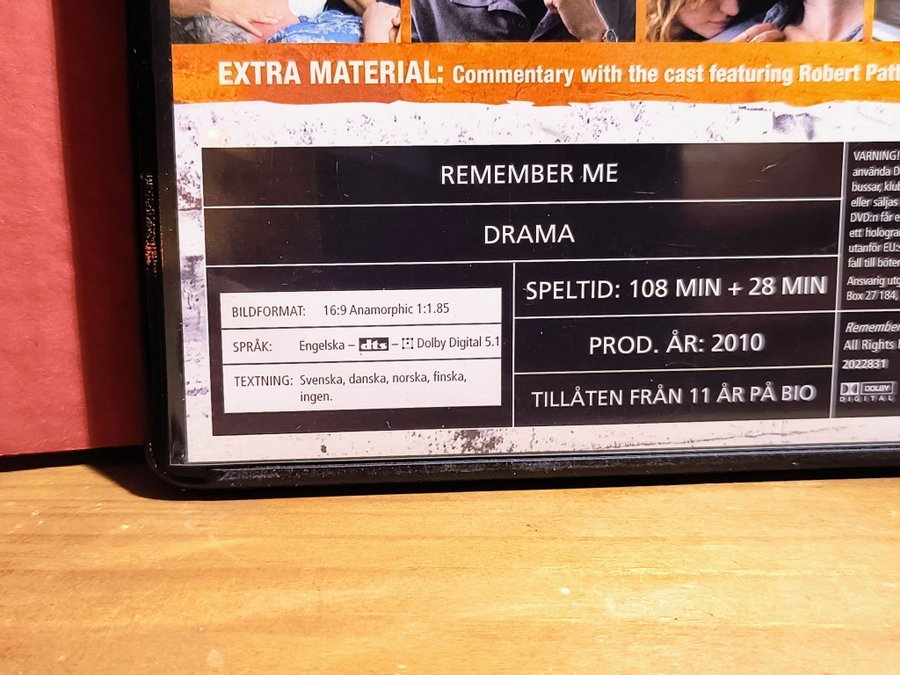 EXTRA MATERIAL: Commentary with the cast featuring Robert Patt
REMEMBER ME
DRAMA
BILDFORMAT: 16:9 Anamorphic 1:1.85
SPRÅK: Engelska – dts – Dolby Digital 5.1
TEXTNING: Svenska, danska, norska, finska,
ingen.
SPELTID: 108 MIN + 28 MIN
PROD. ÅR: 2010
TILLÅTEN FRÅN 11 ÅR PÅ BIO
VARNING!
använda D
bussar, klub
eller säljas
DVD:n får e
ett hologra
utanför EU:s
fall till böter
Ansvarig utg
Box 27 184,
Remember
All Rights
2022831
DOLBY
DIGITAL